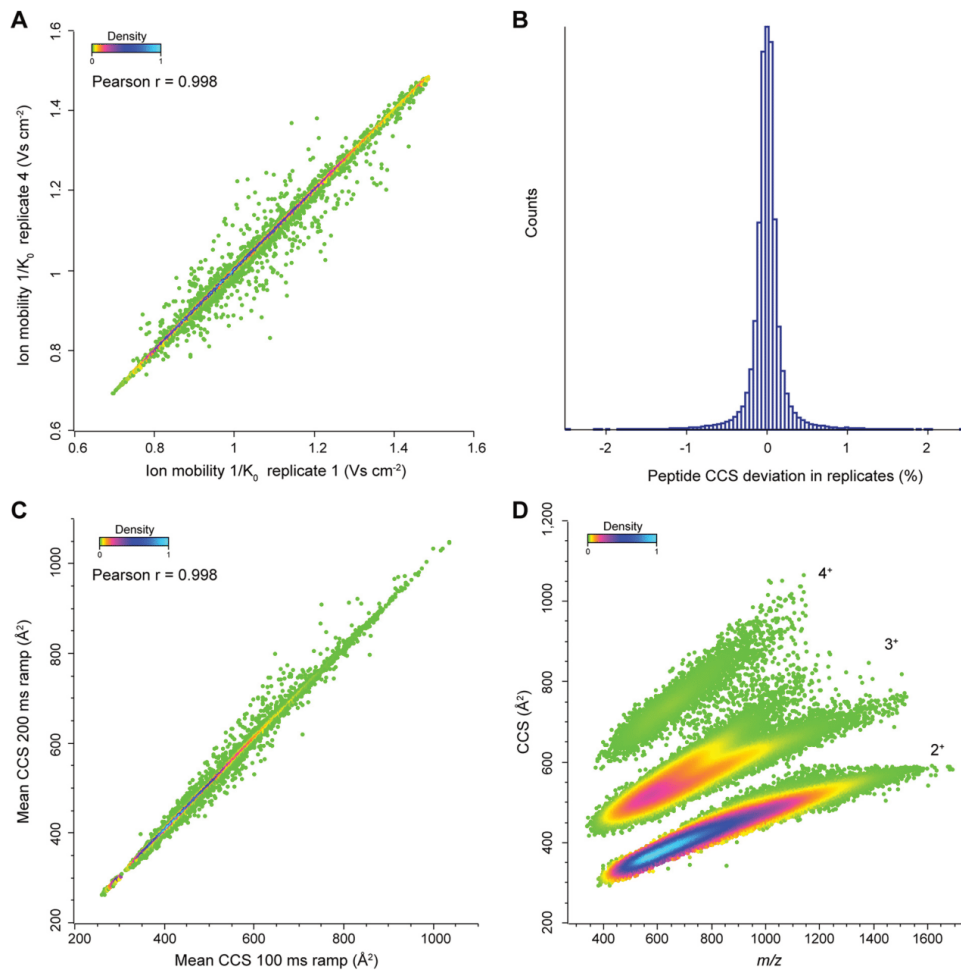 A
Density
0 1
Pearson r = 0.998
Ion mobility 1/K₀ replicate 4 (Vs cm⁻²)
1.6
1.4
1.2
1
0.8
0.6
0.6 0.8 1.0 1.2 1.4 1.6
Ion mobility 1/K₀ replicate 1 (Vs cm⁻²)
B
Counts
-2 -1 0 1 2
Peptide CCS deviation in replicates (%)
C
Density
0 1
Pearson r = 0.998
Mean CCS 200 ms ramp (Å²)
1000
800
600
400
200
200 400 600 800 1000
Mean CCS 100 ms ramp (Å²)
D
Density
0 1
4⁺
3⁺
2⁺
CCS (Å²)
1,200
1000
800
600
400
200
400 600 800 1000 1200 1400 1600
m/z